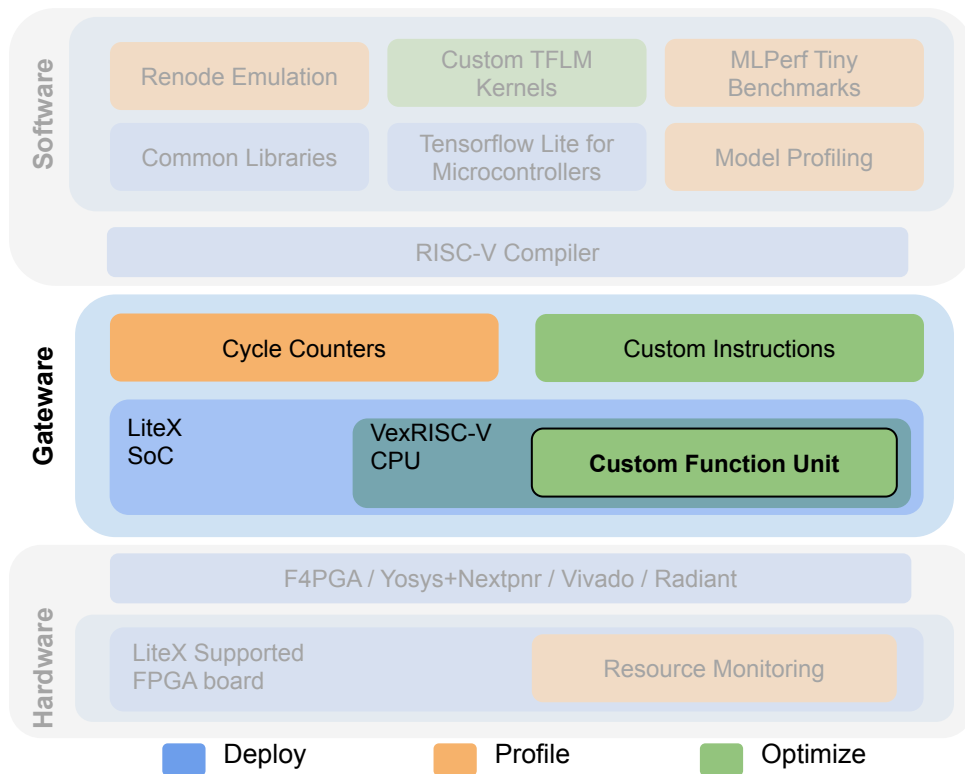 Software
Renode Emulation
Custom TFLM
Kernels
MLPerf Tiny
Benchmarks
Common Libraries
Tensorflow Lite for
Microcontrollers
Model Profiling
RISC-V Compiler
Gateware
Cycle Counters
Custom Instructions
LiteX
SoC
VexRISC-V
CPU
Custom Function Unit
Hardware
F4PGA / Yosys+Nextpnr / Vivado / Radiant
LiteX Supported
FPGA board
Resource Monitoring
Deploy
Profile
Optimize